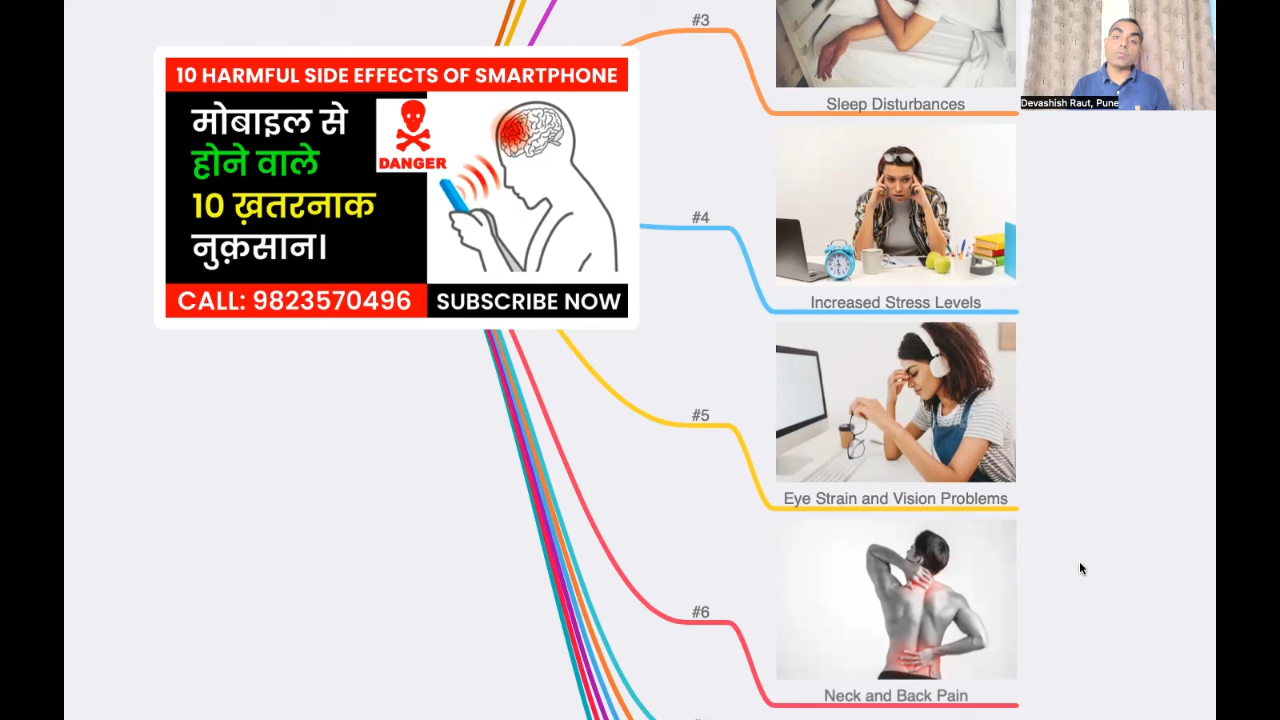 10 HARMFUL SIDE EFFECTS OF SMARTPHONE
मोबाइल से
होने वाले
10 ख़तरनाक
नुक़सान।
DANGER
CALL: 9823570496
SUBSCRIBE NOW
#3
Sleep Disturbances
Devashish Raut, Pune
#4
Increased Stress Levels
#5
Eye Strain and Vision Problems
#6
Neck and Back Pain